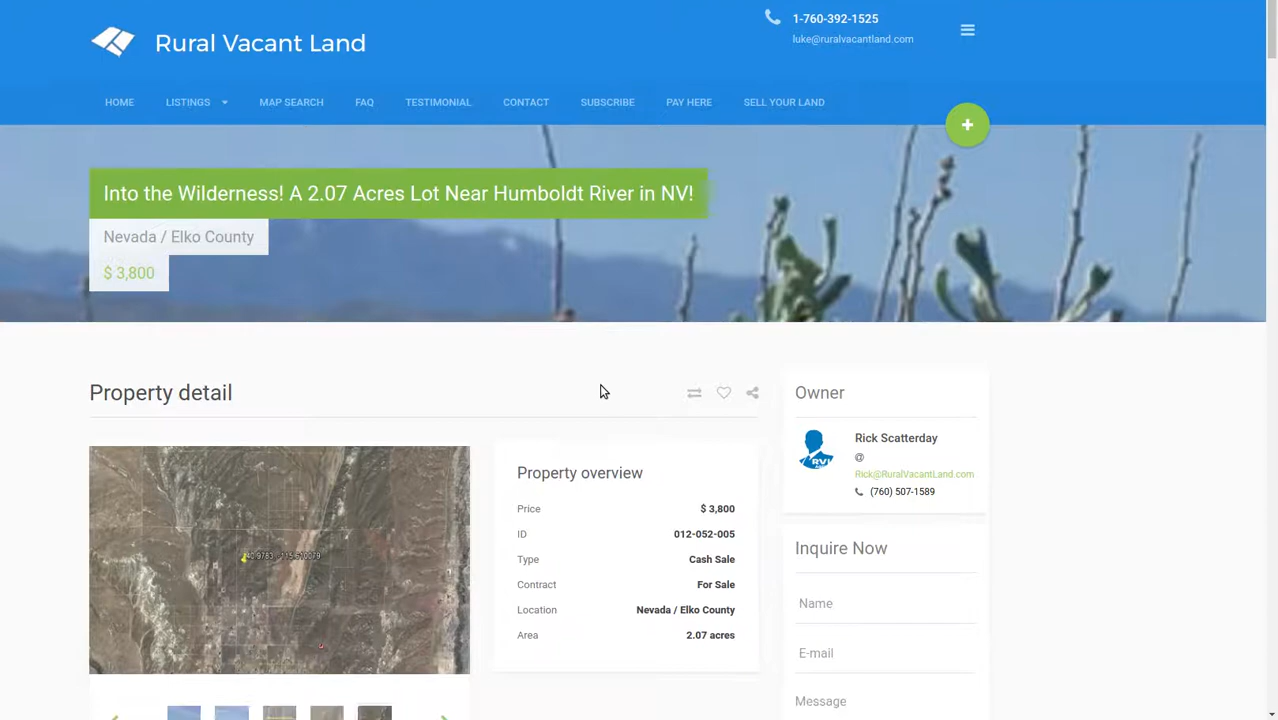 1-760-392-1525
Rural Vacant Land
luke@ruralvacantland.com
HOME LISTINGS MAP SEARCH FAQ TESTIMONIAL CONTACT SUBSCRIBE PAY HERE SELL YOUR LAND
Into the Wilderness! A 2.07 Acres Lot Near Humboldt River in NV!
Nevada / Elko County
$ 3,800
Property detail
Property overview
Price $ 3,800
ID 012-052-005
Type Cash Sale
Contract For Sale
Location Nevada / Elko County
Area 2.07 acres
Owner
Rick Scatterday
@
Rick@RuralVacantLand.com
(760) 507-1589
Inquire Now
Name
E-mail
Message